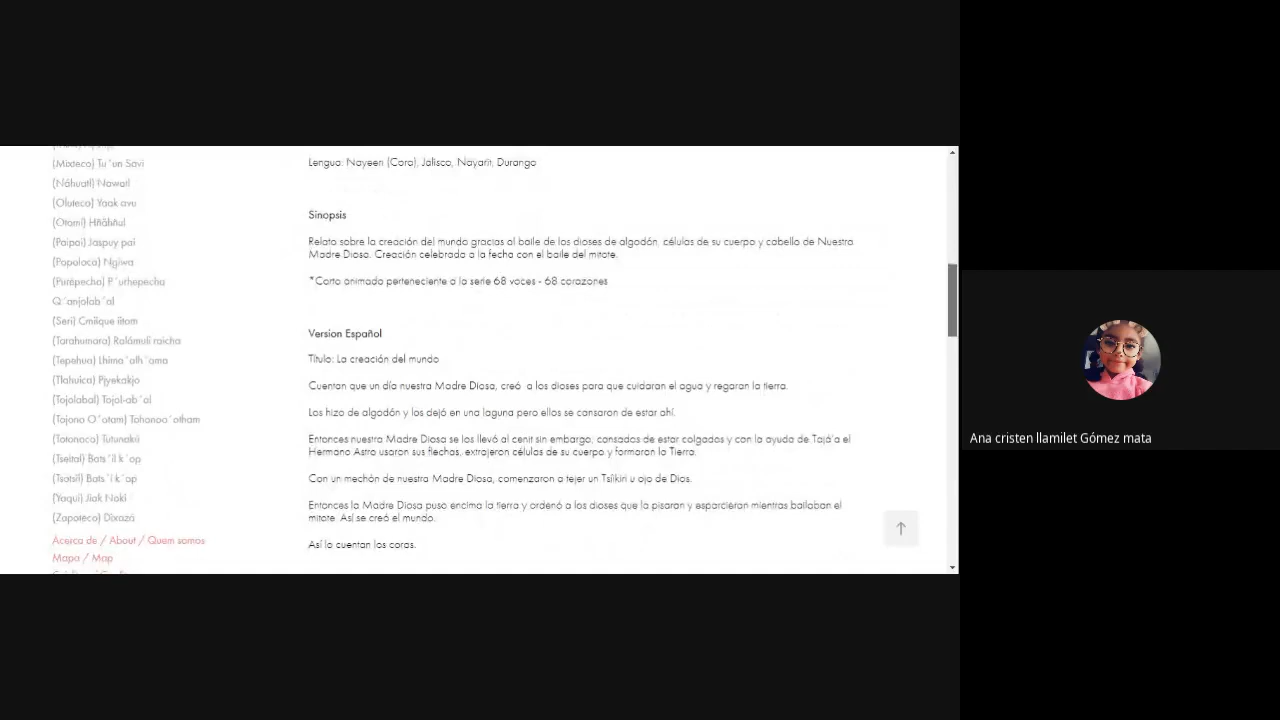 (Mixteco) Tu´un Savi
(Náhuatl) Nawatl
(Oluteco) Yaak avu
(Otomí) Hñähñul
(Paipai) Jaspuy pai
(Popoloca) Ngiwa
(Purépecha) P´urhepecha
Q´anjolab´al
(Seri) Cmiique iitom
(Tarahumara) Ralámuli raicha
(Tepehua) Lhima´alh´ama
(Tlahuica) Pjyekakjo
(Tojolabal) Tojol-ab´al
(Tojono O´otam) Tohonoo´otham
(Totonaco) Tutunakú
(Tseltal) Bats´il k´op
(Tsotsil) Bats´i k´op
(Yaqui) Jiak Noki
(Zapoteco) Dixazá
Acerca de / About / Quem somos
Mapa / Map
Lengua: Nayeeri (Cora), Jalisco, Nayarit, Durango
Sinopsis
Relato sobre la creación del mundo gracias al baile de los dioses de algodón, células de su cuerpo y cabello de Nuestra
Madre Diosa. Creación celebrada a la fecha con el baile del mitote.
*Corto animado perteneciente a la serie 68 voces - 68 corazones
Version Español
Título: La creación del mundo
Cuentan que un día nuestra Madre Diosa, creó a los dioses para que cuidaran el agua y regaran la tierra.
Los hizo de algodón y los dejó en una laguna pero ellos se cansaron de estar ahí.
Entonces nuestra Madre Diosa se los llevó al cenit sin embargo, cansados de estar colgados y con la ayuda de Tajá'a el
Hermano Astro usaron sus flechas, extrajeron células de su cuerpo y formaron la Tierra.
Con un mechón de nuestra Madre Diosa, comenzaron a tejer un Tsíikiri u ojo de Dios.
Entonces la Madre Diosa puso encima la tierra y ordenó a los dioses que la pisaran y esparcieran mientras bailaban el
mitote. Así se creó el mundo.
Así lo cuentan los coras.
Ana cristen llamilet Gómez mata